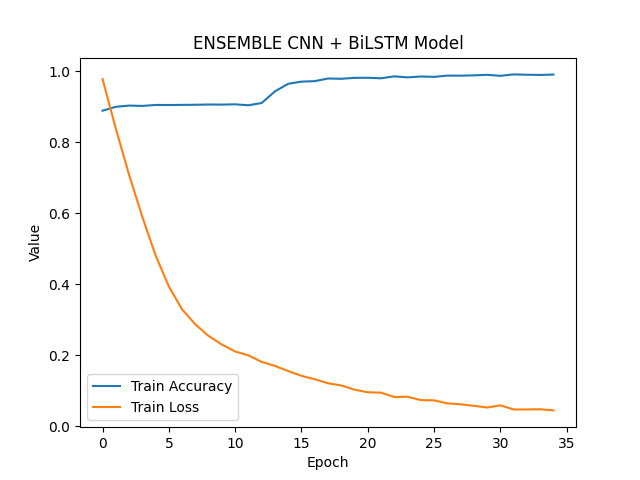 ENSEMBLE CNN + BiLSTM Model
1.0
0.8
0.6
0.4
0.2
0.0
Value
Train Accuracy
Train Loss
0 5 10 15 20 25 30 35
Epoch